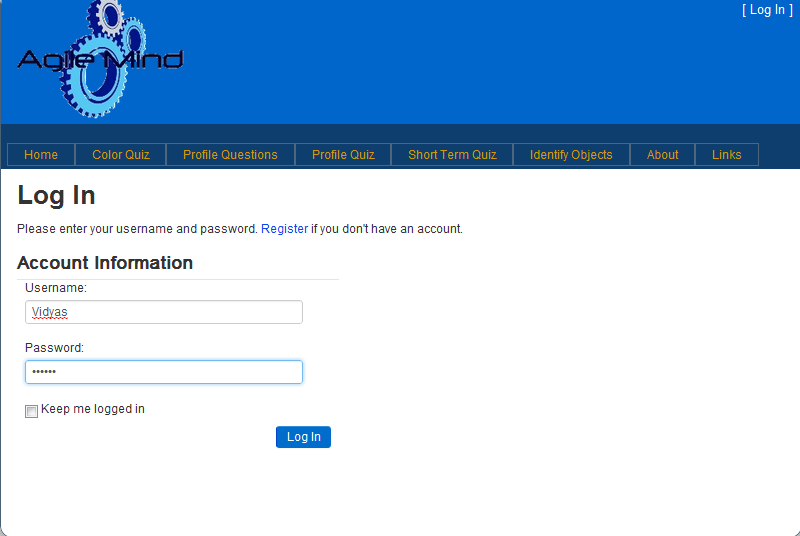 [ Log In ]
Agile Mind
Home Color Quiz Profile Questions Profile Quiz Short Term Quiz Identify Objects About Links
Log In
Please enter your username and password. Register if you don't have an account.
Account Information
Username:
Vidyas
Password:
••••••
Keep me logged in
Log In